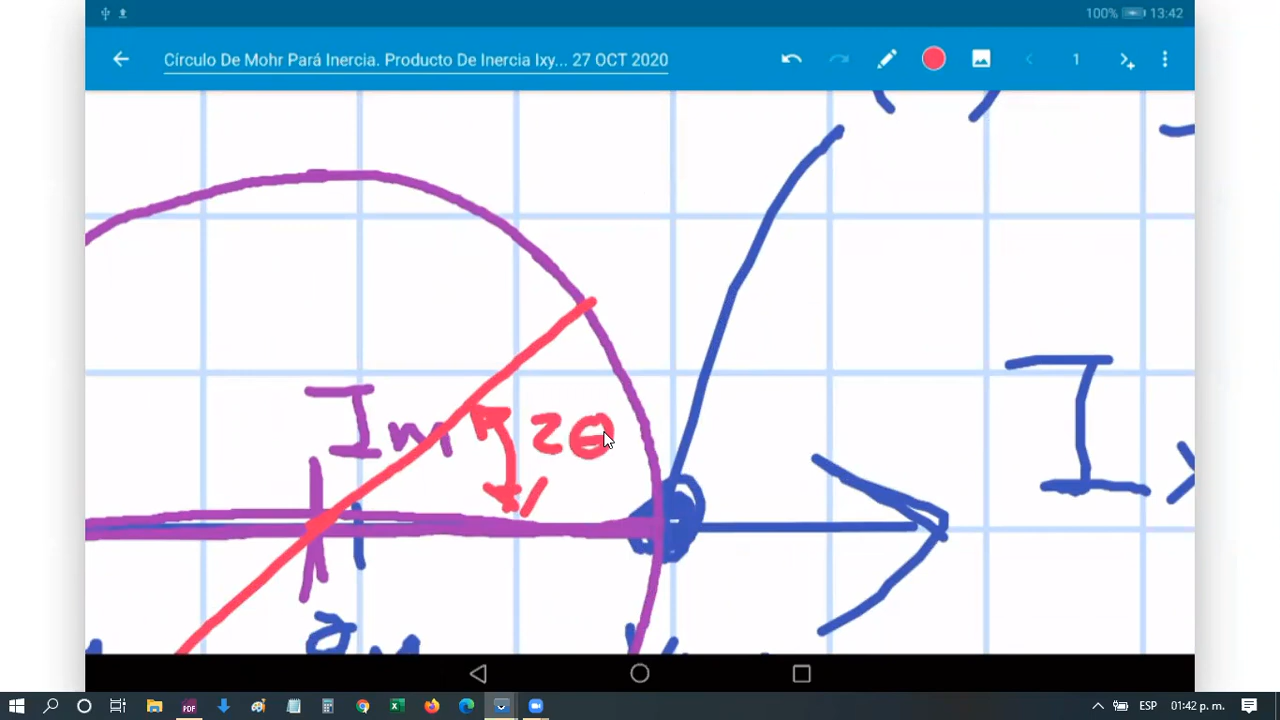 100% 13:42
Círculo De Mohr Pará Inercia. Producto De Inercia Ixy... 27 OCT 2020
1
Im
2θ
I
ESP 01:42 p. m.